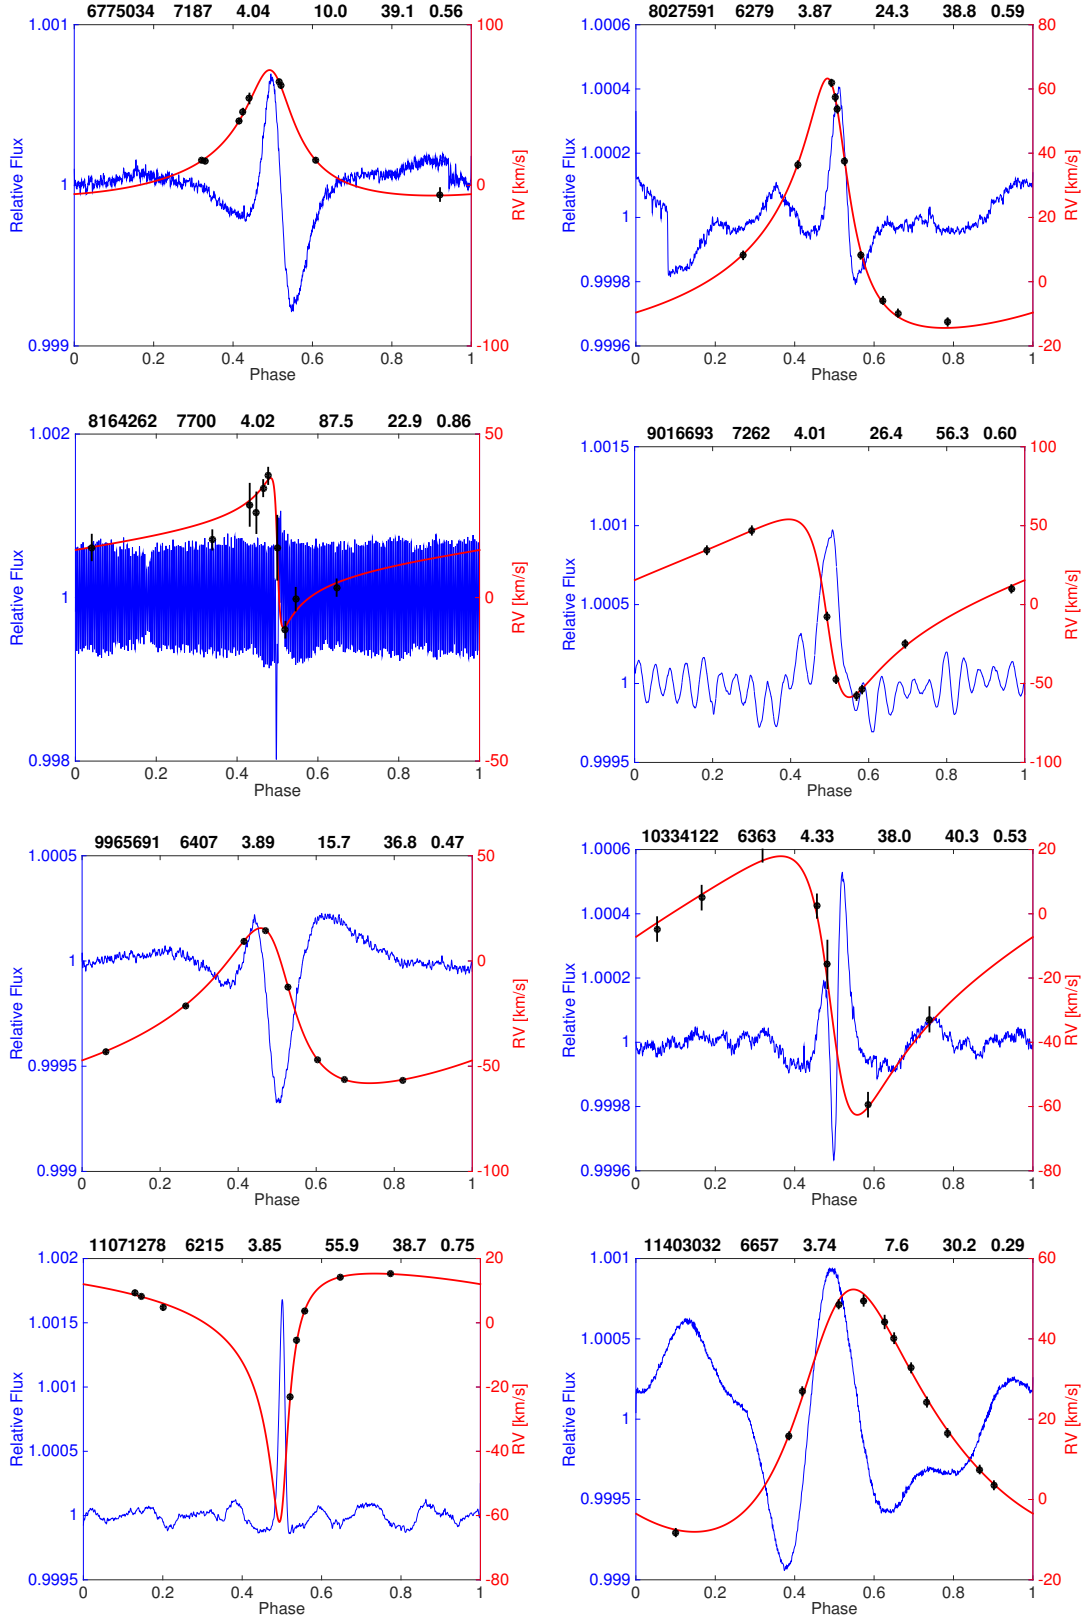 6775034 7187 4.04 10.0 39.1 0.56
1.001
1
0.999
Relative Flux
100
0
-100
RV [km/s]
0 0.2 0.4 0.6 0.8 1
Phase
8027591 6279 3.87 24.3 38.8 0.59
1.0006
1.0004
1.0002
1
0.9998
0.9996
Relative Flux
80
60
40
20
0
-20
RV [km/s]
0 0.2 0.4 0.6 0.8 1
Phase
8164262 7700 4.02 87.5 22.9 0.86
1.002
1
0.998
Relative Flux
50
0
-50
RV [km/s]
0 0.2 0.4 0.6 0.8 1
Phase
9016693 7262 4.01 26.4 56.3 0.60
1.0015
1.001
1.0005
1
0.9995
Relative Flux
100
50
0
-50
-100
RV [km/s]
0 0.2 0.4 0.6 0.8 1
Phase
9965691 6407 3.89 15.7 36.8 0.47
1.0005
1
0.9995
0.999
Relative Flux
50
0
-50
-100
RV [km/s]
0 0.2 0.4 0.6 0.8 1
Phase
10334122 6363 4.33 38.0 40.3 0.53
1.0006
1.0004
1.0002
1
0.9998
0.9996
Relative Flux
20
0
-20
-40
-60
-80
RV [km/s]
0 0.2 0.4 0.6 0.8 1
Phase
11071278 6215 3.85 55.9 38.7 0.75
1.002
1.0015
1.001
1.0005
1
0.9995
Relative Flux
20
0
-20
-40
-60
-80
RV [km/s]
0 0.2 0.4 0.6 0.8 1
Phase
11403032 6657 3.74 7.6 30.2 0.29
1.001
1.0005
1
0.9995
0.999
Relative Flux
60
40
20
0
-20
RV [km/s]
0 0.2 0.4 0.6 0.8 1
Phase